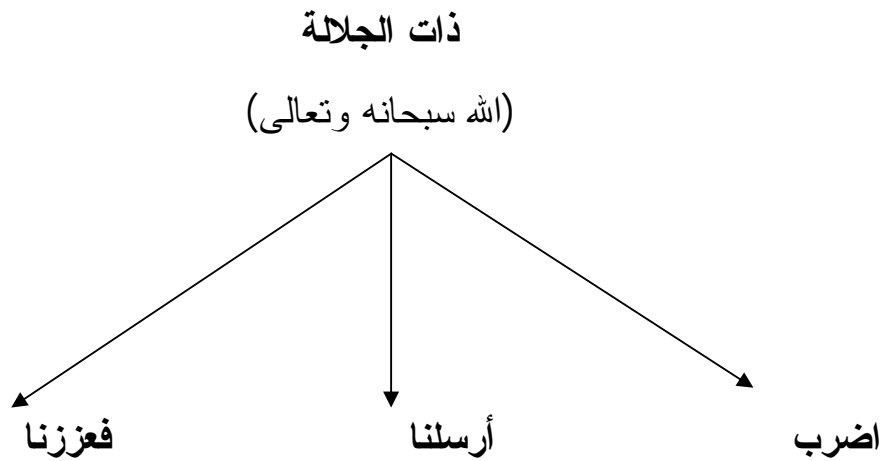 ذات الجلالة
(الله سبحانه وتعالى)
اضرب أرسلنا فعززنا